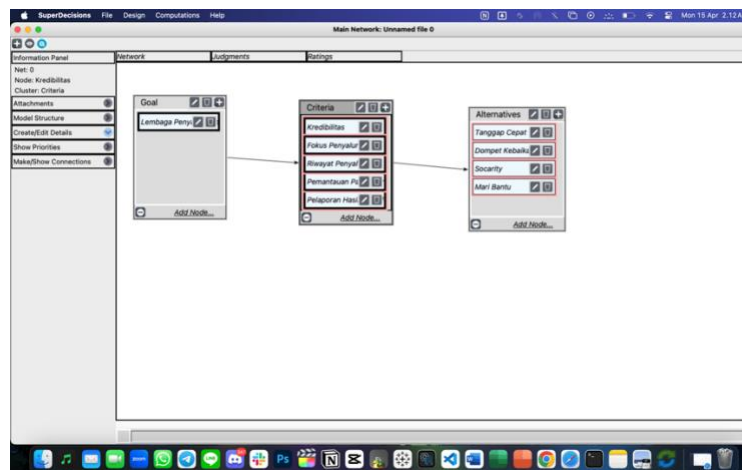 SuperDecisions File Design Computations Help Mon 15 Apr 2.12A
Main Network: Unnamed file 0
Information Panel
Network Judgments Ratings
Net: 0
Node: Kredibilitas
Cluster: Criteria
Attachments
Model Structure
Create/Edit Details
Show Priorities
Make/Show Connections
Goal
Lembaga Penyi
Add Node...
Criteria
Kredibilitas
Fokus Penyalur
Riwayat Penyal
Pemantauan Pa
Pelaporan Hasi
Add Node...
Alternatives
Tanggap Cepat
Dompet Kebaika
Socarity
Mari Bantu
Add Node...